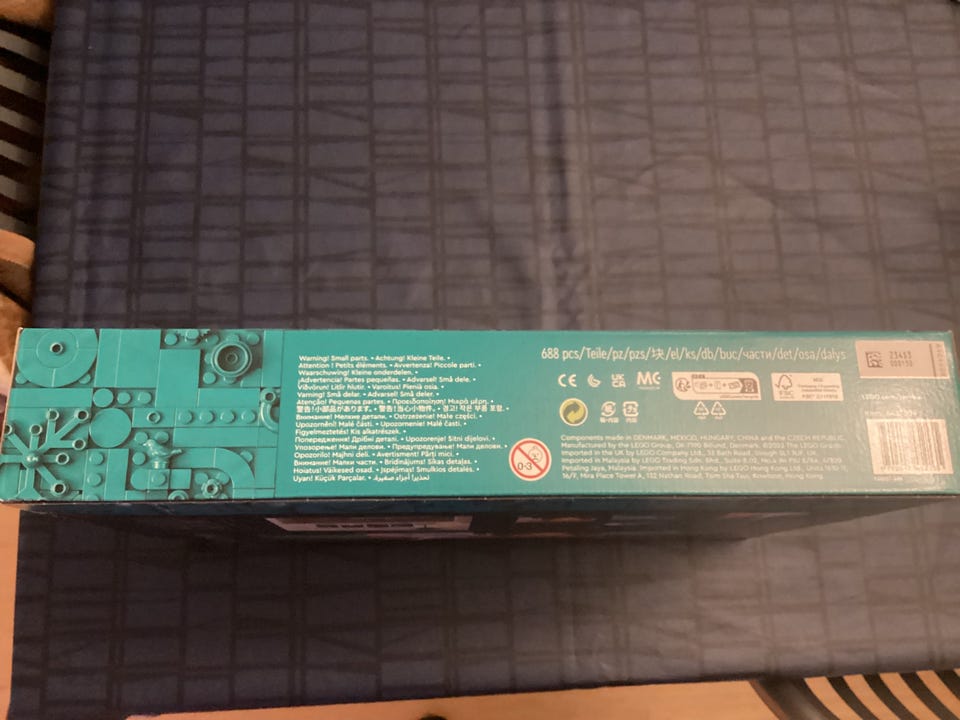 Warning! Small parts. • Achtung! Kleine Teile. •
Attention ! Petits éléments. • Avvertenza! Piccole parti. •
Waarschuwing! Kleine onderdelen. •
¡Advertencia! Partes pequeñas. • Advarsel! Små dele. •
Viðvörun! Litlir hlutir. • Varoitus! Pieniä osia. •
Varning! Små delar. • Advarsel! Små deler. •
Atenção! Pequenas partes. • Προειδοποίηση! Μικρά μέρη. •
警告!小部品があります。• 警告!当心小物件。• 경고! 작은 부품 포함. •
Внимание! Мелкие детали. • Ostrzeżenie! Małe części. •
Upozornění! Malé části. • Upozornenie! Malé časti. •
Figyelmeztetés! Kis alkatrészek. •
Попередження! Дрібні деталі. • Upozorenje! Sitni dijelovi. •
Упозорење! Мали делови. • Предупредување! Мали делови. •
Opozorilo! Majhni deli. • Avertisment! Părți mici. •
Внимание! Малки части. • Brīdinājums! Sīkas detaļas. •
Hoiatus! Väikesed osad. • Įspėjimas! Smulkios detalės. •
Uyarı! Küçük Parçalar. • تحذير! أجزاء صغيرة.
0-3
688 pcs/Teile/pz/pzs/块/el/ks/db/buc/части/det/osa/dalys
CE UK CA MC
FSC
Components made in DENMARK, MEXICO, HUNGARY, CHINA and the CZECH
Manufactured by the LEGO Group, DK-7190 Billund, Denmark. ©2022 The LEGO
Imported in the UK by LEGO Company Ltd., 33 Bath Road, Slough SL1 3UF, UK.
Imported in Malaysia by LEGO Trading Sdn. Bhd.,
Petaling Jaya, Malaysia. Imported in Hong Kong
16/F, Mira Place Tower A, 132 Nathan Road, Tsim Sha Tsui, Kowloon, Hong Kong